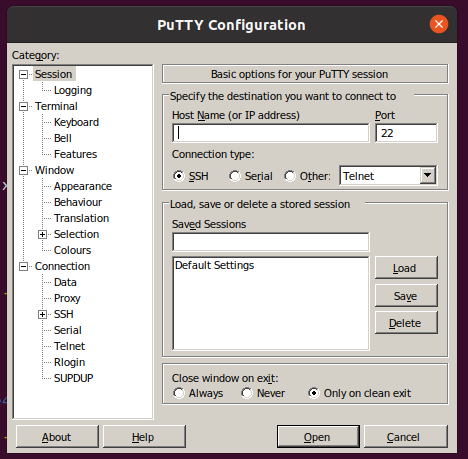 PuTTY Configuration
Category:
Session
Logging
Terminal
Keyboard
Bell
Features
Window
Appearance
Behaviour
Translation
Selection
Colours
Connection
Data
Proxy
SSH
Serial
Telnet
Rlogin
SUPDUP
Basic options for your PuTTY session
Specify the destination you want to connect to
Host Name (or IP address) Port
22
Connection type:
SSH Serial Other: Telnet
Load, save or delete a stored session
Saved Sessions
Default Settings
Load
Save
Delete
Close window on exit:
Always Never Only on clean exit
About Help Open Cancel